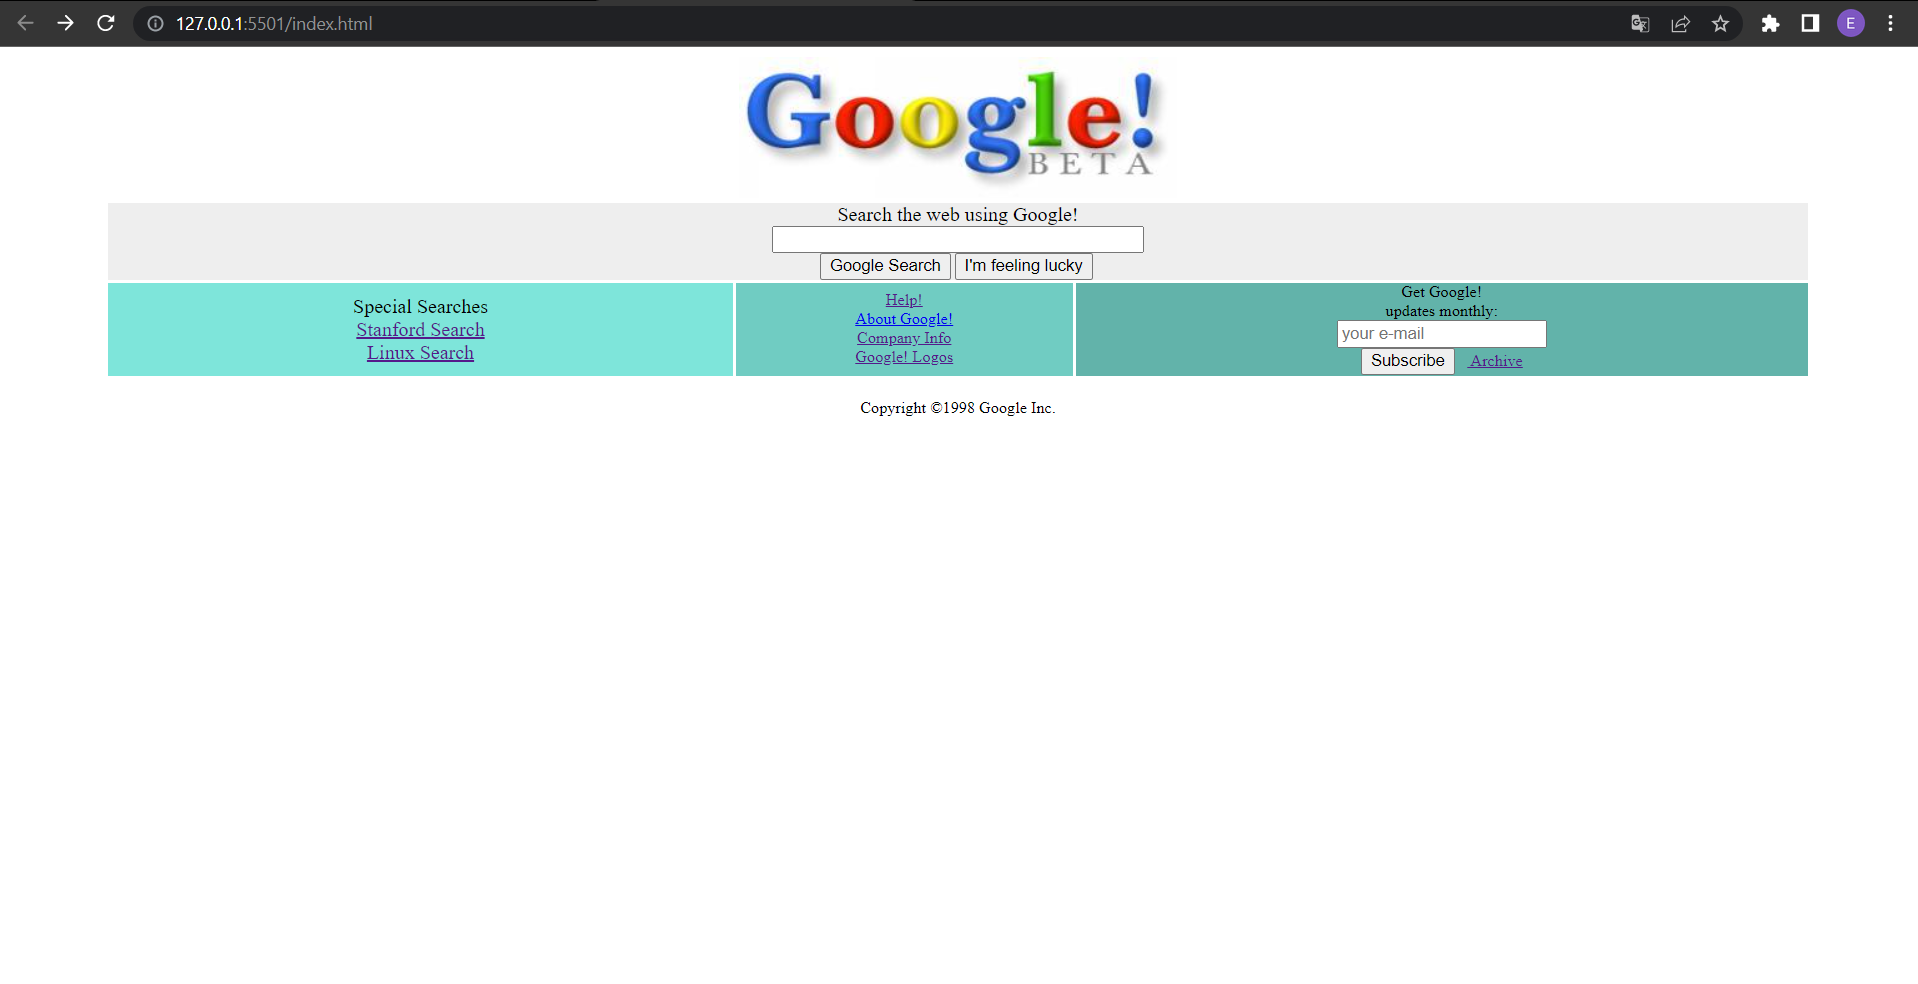 127.0.0.1:5501/index.html
E
Google!
BETA
Search the web using Google!
Google Search I'm feeling lucky
Special Searches
Stanford Search
Linux Search
Help!
About Google!
Company Info
Google! Logos
Get Google!
updates monthly:
your e-mail
Subscribe Archive
Copyright ©1998 Google Inc.